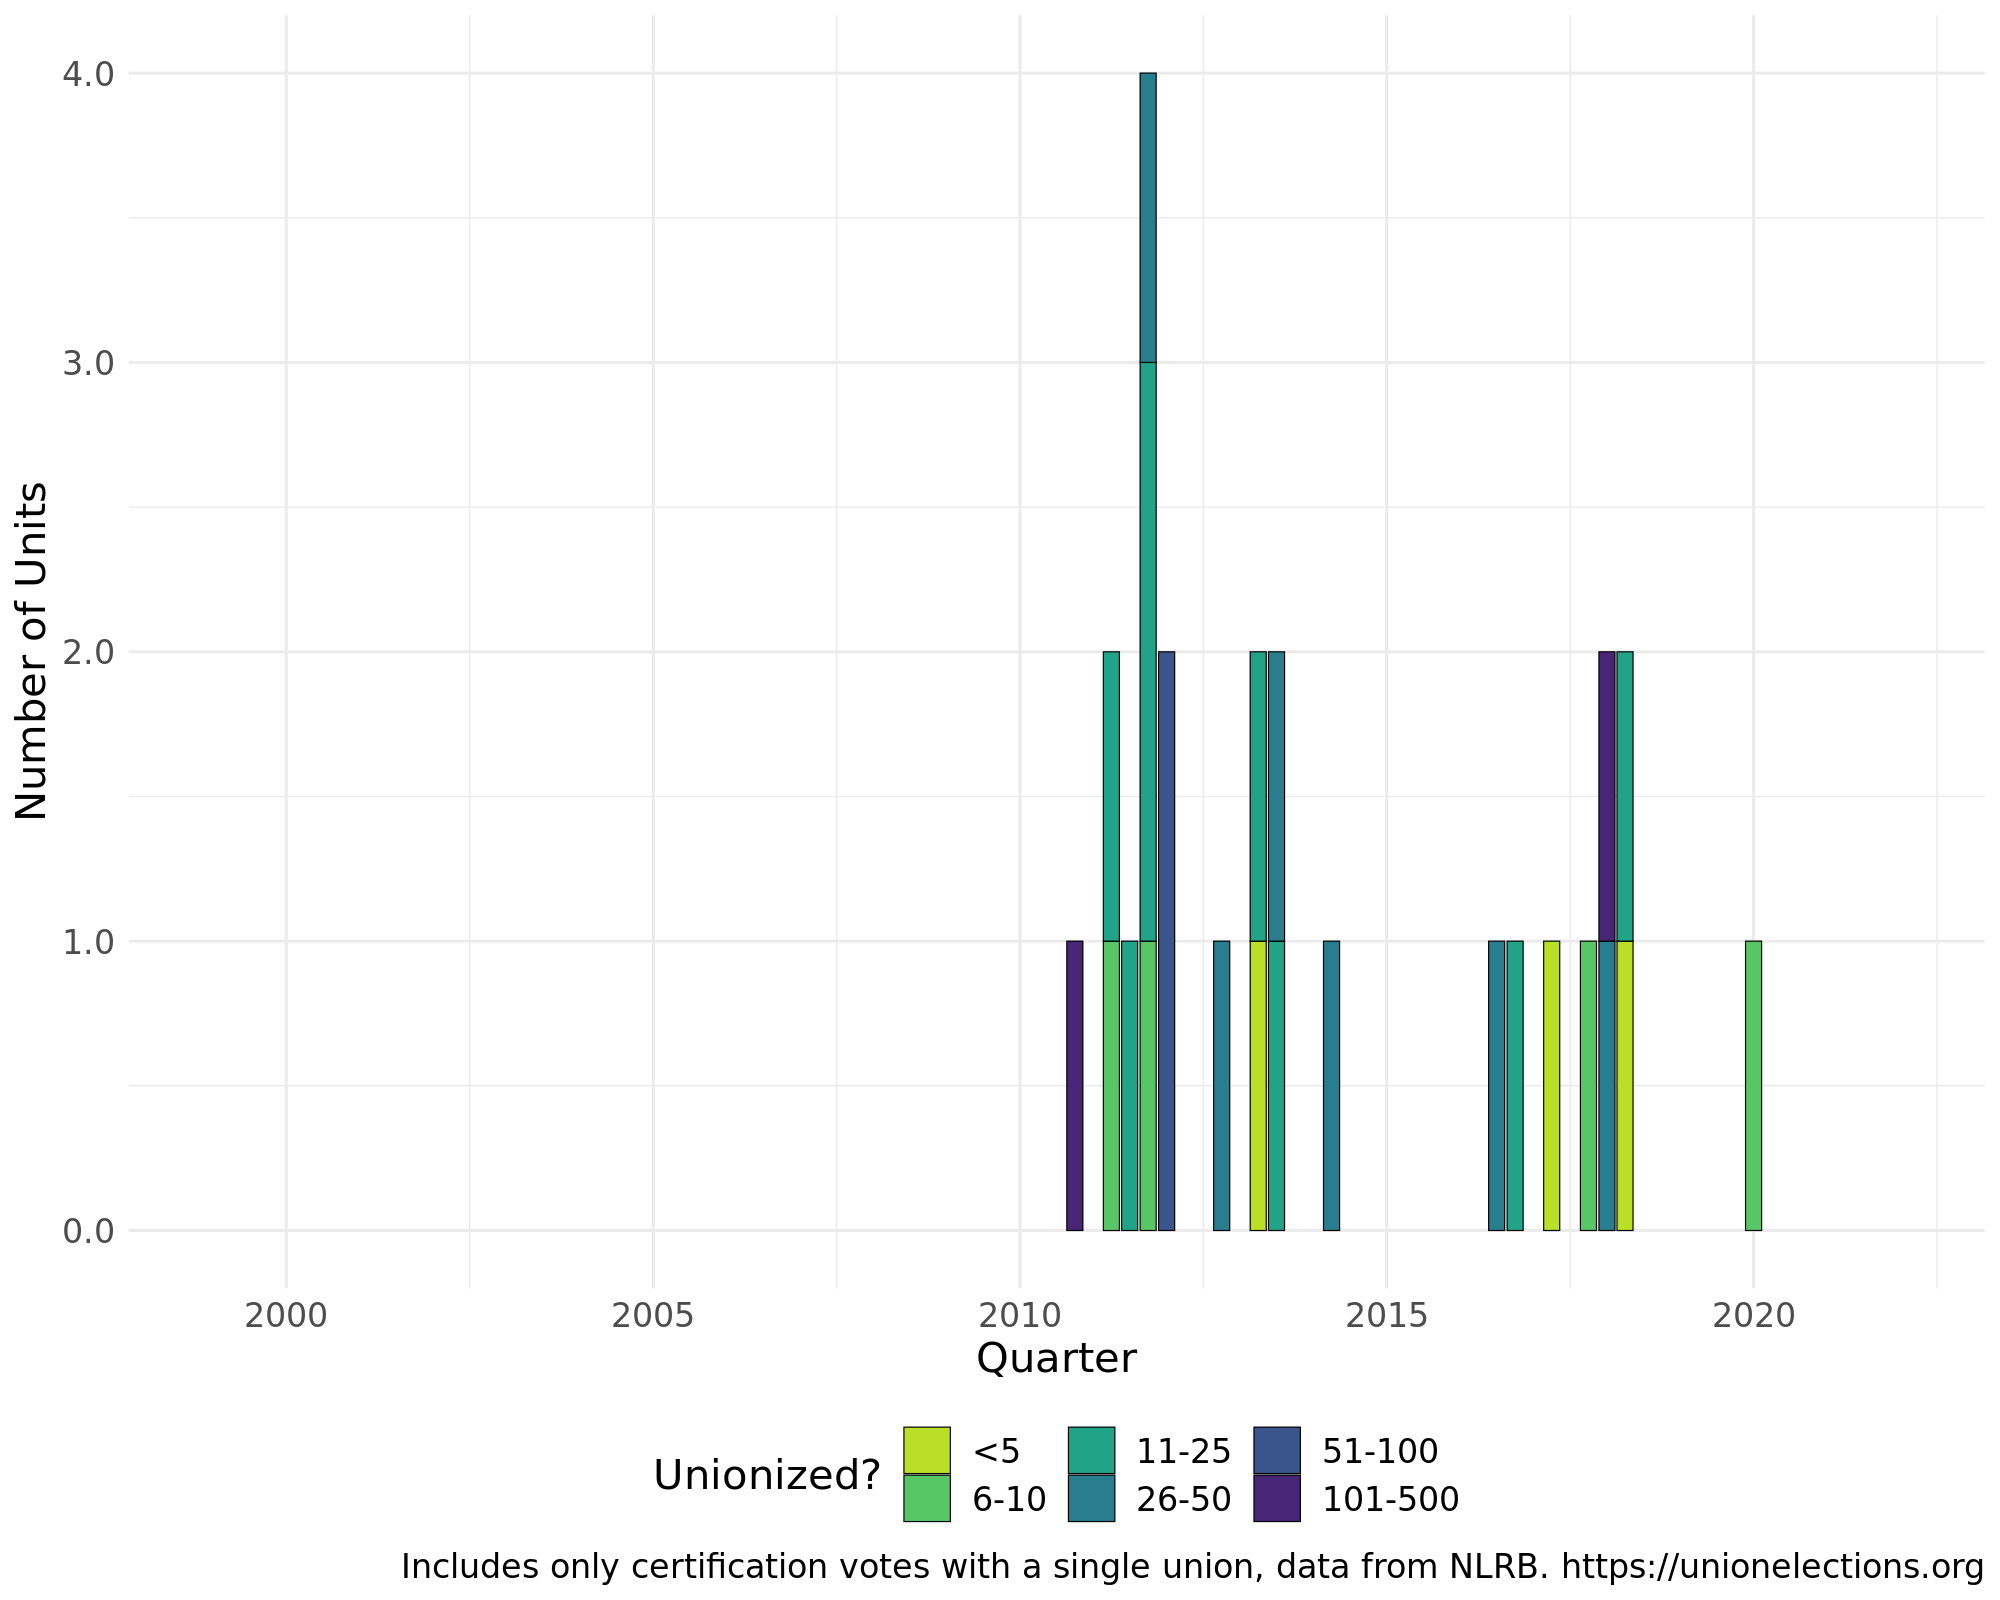 4.0
3.0
2.0
1.0
0.0
Number of Units
2000 2005 2010 2015 2020
Quarter
Unionized?
<5 11-25 51-100
6-10 26-50 101-500
Includes only certification votes with a single union, data from NLRB. https://unionelections.org